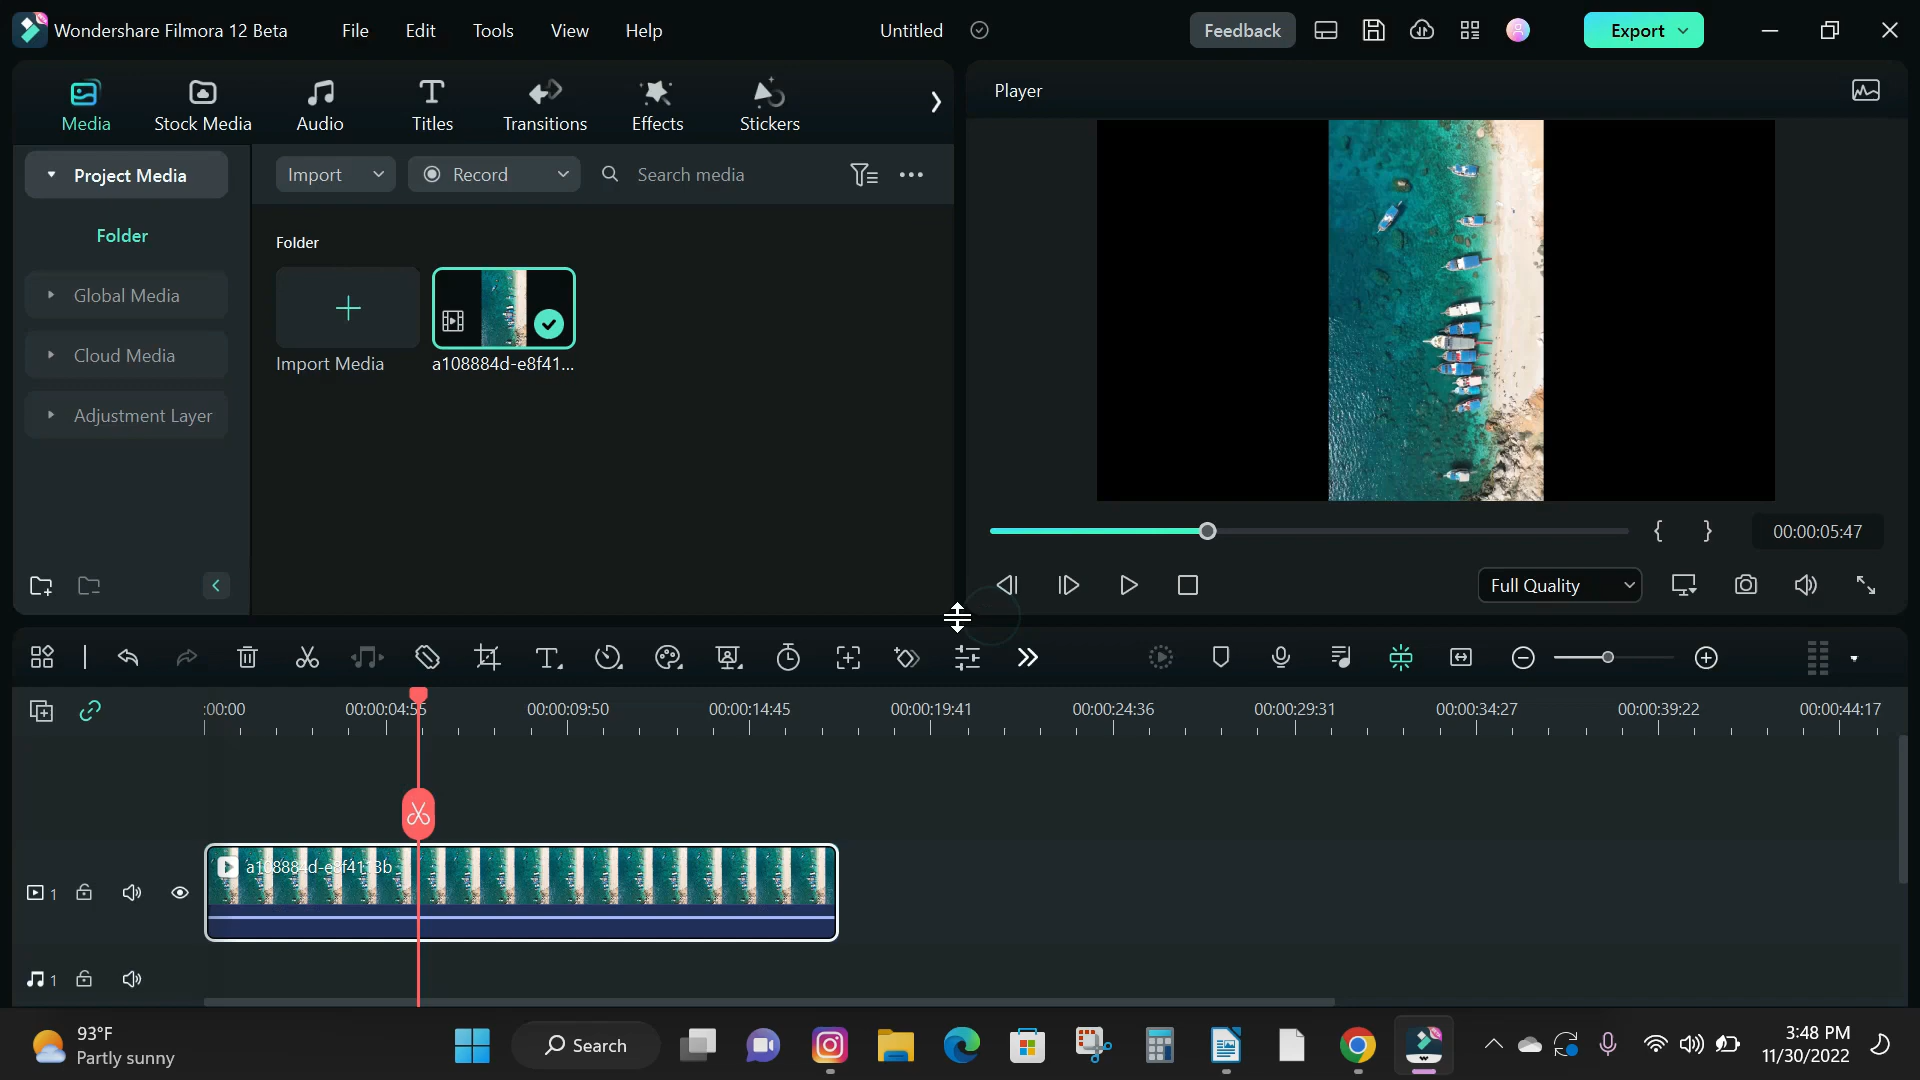 Wondershare Filmora 12 Beta
File
Edit
Tools
View
Help
Untitled
Feedback
Export
Media
Stock Media
Audio
Titles
Transitions
Effects
Stickers
Player
Project Media
Folder
Global Media
Cloud Media
Adjustment Layer
Import
Record
Search media
Folder
Import Media
a108884d-e8f41...
00:00:05:47
Full Quality
:00:00
00:00:04:55
00:00:09:50
00:00:14:45
00:00:19:41
00:00:24:36
00:00:29:31
00:00:34:27
00:00:39:22
00:00:44:17
1
1
93°F
Partly sunny
Search
3:48 PM
11/30/2022